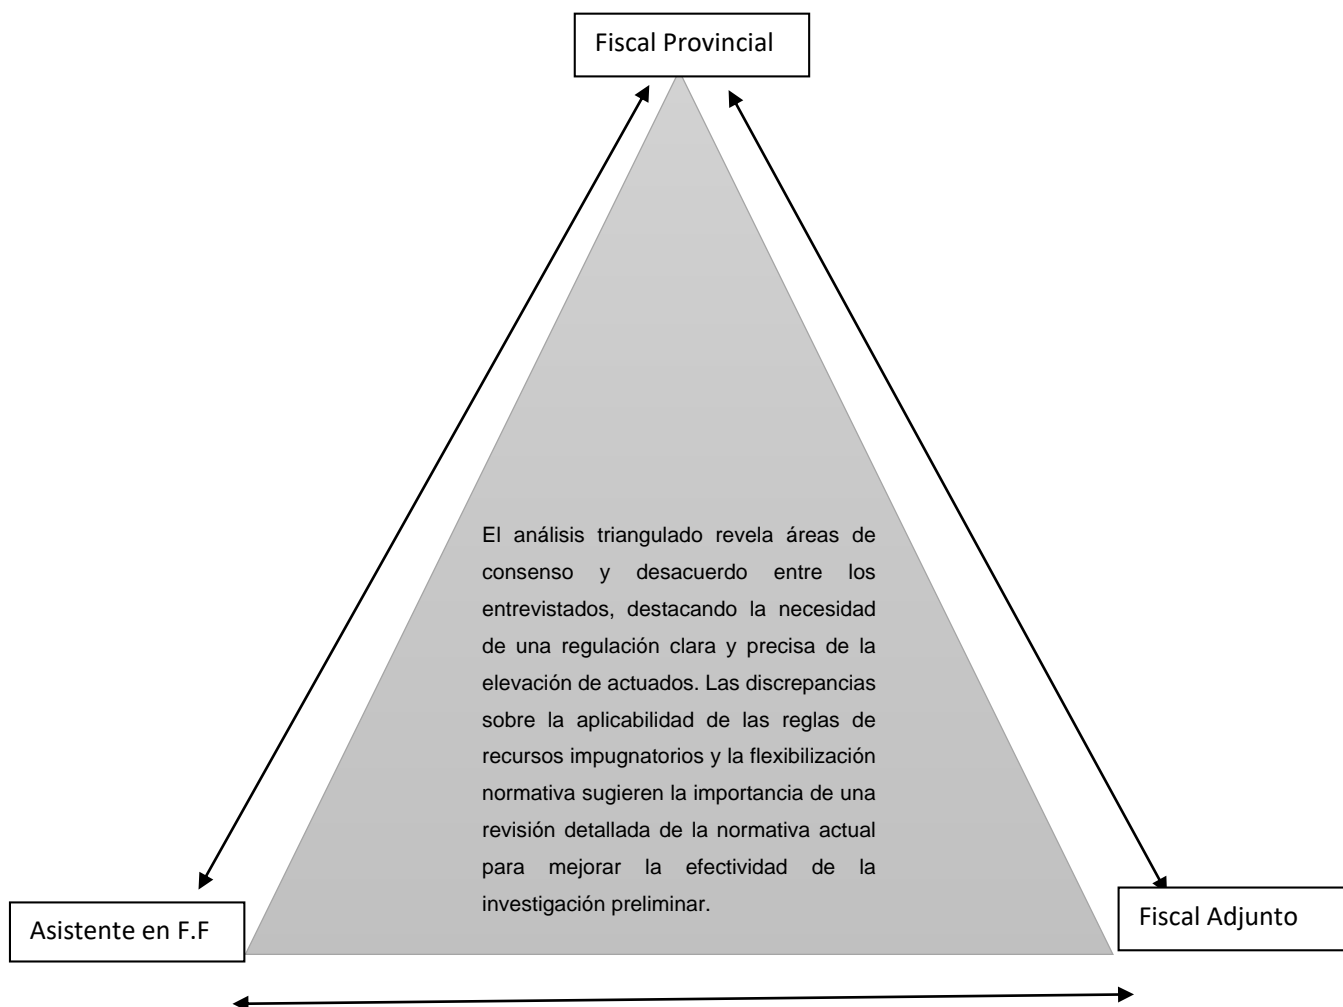 Fiscal Provincial
El análisis triangulado revela áreas de
consenso y desacuerdo entre los
entrevistados, destacando la necesidad
de una regulación clara y precisa de la
elevación de actuados. Las discrepancias
sobre la aplicabilidad de las reglas de
recursos impugnatorios y la flexibilización
normativa sugieren la importancia de una
revisión detallada de la normativa actual
para mejorar la efectividad de la
investigación preliminar.
Asistente en F.F
Fiscal Adjunto